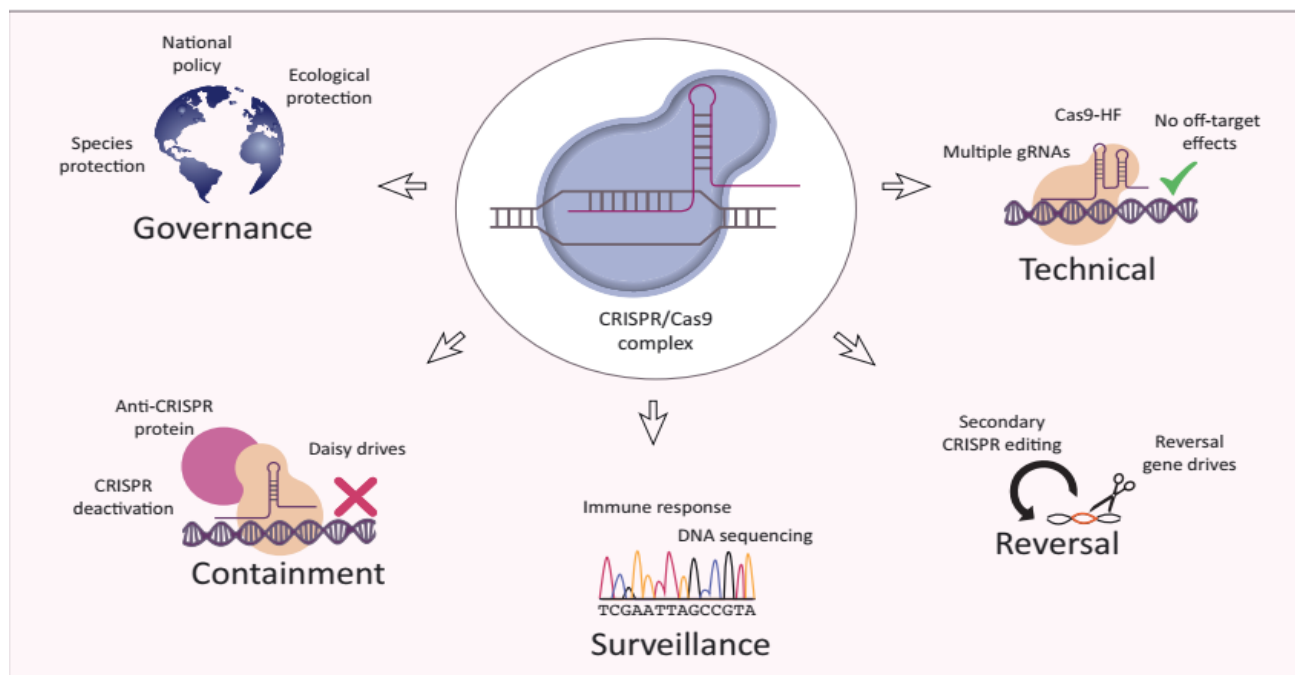 National
policy
Ecological
protection
Species
protection
Governance
CRISPR/Cas9
complex
Cas9-HF
No off-target
effects
Multiple gRNAs
Technical
Anti-CRISPR
protein
Daisy drives
CRISPR
deactivation
Containment
Immune response
DNA sequencing
TCGAATTAGCCGTA
Surveillance
Secondary
CRISPR editing
Reversal
gene drives
Reversal